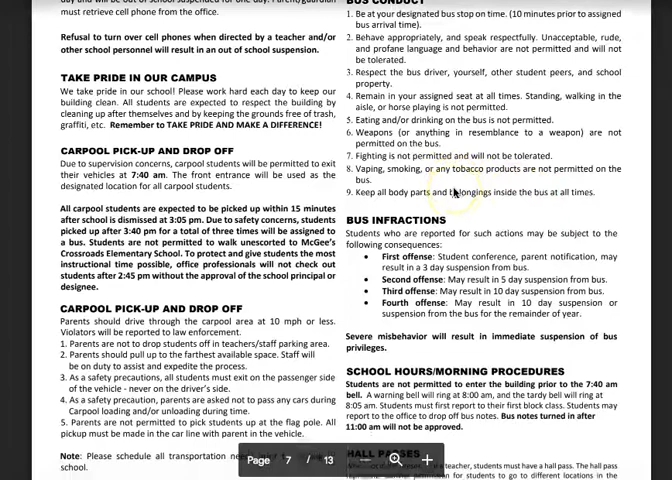 must retrieve cell phone from the office.
Refusal to turn over cell phones when directed by a teacher and/or
other school personnel will result in an out of school suspension.
TAKE PRIDE IN OUR CAMPUS
We take pride in our school! Please work hard each day to keep our
building clean. All students are expected to respect the building by
cleaning up after themselves and by keeping the grounds free of trash,
graffiti, etc. Remember to TAKE PRIDE AND MAKE A DIFFERENCE!
CARPOOL PICK-UP AND DROP OFF
Due to supervision concerns, carpool students will be permitted to exit
their vehicles at 7:40 am. The front entrance will be used as the
designated location for all carpool students.
All carpool students are expected to be picked up within 15 minutes
after school is dismissed at 3:05 pm. Due to safety concerns, students
picked up after 3:40 pm for a total of three times will be assigned to
a bus. Students are not permitted to walk unescorted to McGee's
Crossroads Elementary School. To protect and give students the most
instructional time possible, office professionals will not check out
students after 2:45 pm without the approval of the school principal or
designee.
CARPOOL PICK-UP AND DROP OFF
Parents should drive through the carpool area at 10 mph or less.
Violators will be reported to law enforcement.
1. Parents are not to drop students off in teachers/staff parking area.
2. Parents should pull up to the farthest available space. Staff will
be on duty to assist and expedite the process.
3. As a safety precautions, all students must exit on the passenger side
of the vehicle - never on the driver's side.
4. As a safety precaution, parents are asked not to pass any cars during
Carpool loading and/or unloading during time.
5. Parents are not permitted to pick students up at the flag pole. All
pickup must be made in the car line with parent in the vehicle.
Note: Please schedule all transportation
school.
BUS CONDUCT
1. Be at your designated bus stop on time. (10 minutes prior to assigned
bus arrival time).
2. Behave appropriately, and speak respectfully. Unacceptable, rude,
and profane language and behavior are not permitted and will not
be tolerated.
3. Respect the bus driver, yourself, other student peers, and school
property.
4. Remain in your assigned seat at all times. Standing, walking in the
aisle, or horse playing is not permitted.
5. Eating and/or drinking on the bus is not permitted.
6. Weapons (or anything in resemblance to a weapon) are not
permitted on the bus.
7. Fighting is not permitted and will not be tolerated.
8. Vaping, smoking, or any tobacco products are not permitted on the
bus.
9. Keep all body parts and belongings inside the bus at all times.
BUS INFRACTIONS
Students who are reported for such actions may be subject to the
following consequences:
• First offense: Student conference, parent notification, may
result in a 3 day suspension from bus.
• Second offense: May result in 5 day suspension from bus.
• Third offense: May result in 10 day suspension from bus.
• Fourth offense: May result in 10 day suspension or
suspension from the bus for the remainder of year.
Severe misbehavior will result in immediate suspension of bus
privileges.
SCHOOL HOURS/MORNING PROCEDURES
Students are not permitted to enter the building prior to the 7:40 am
bell. A warning bell will ring at 8:00 am, and the tardy bell will ring at
8:05 am. Students must first report to their first block class. Students may
report to the office to drop off bus notes. Bus notes turned in after
11:00 am will not be approved.
HALL PASSES
teacher, students must have a hall pass. The hall pass
for students to go to different locations in the
Page 7 / 13